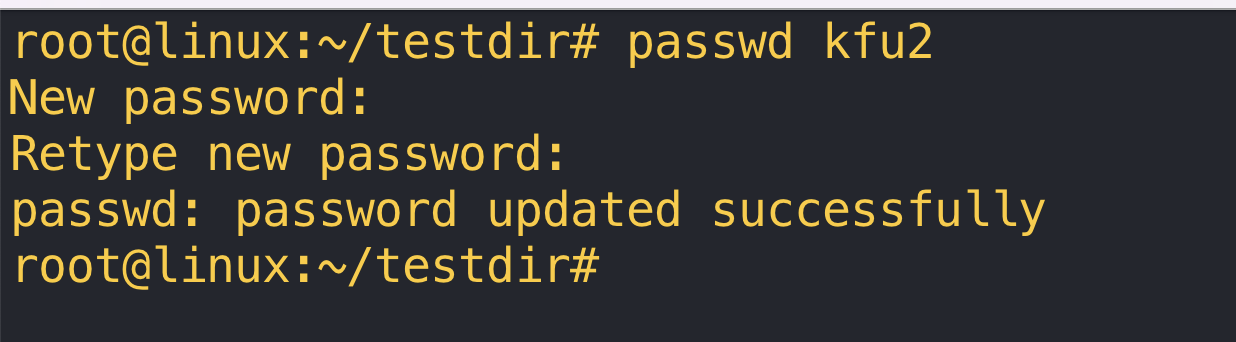 root@linux:~/testdir# passwd kfu2
New password:
Retype new password:
passwd: password updated successfully
root@linux:~/testdir#